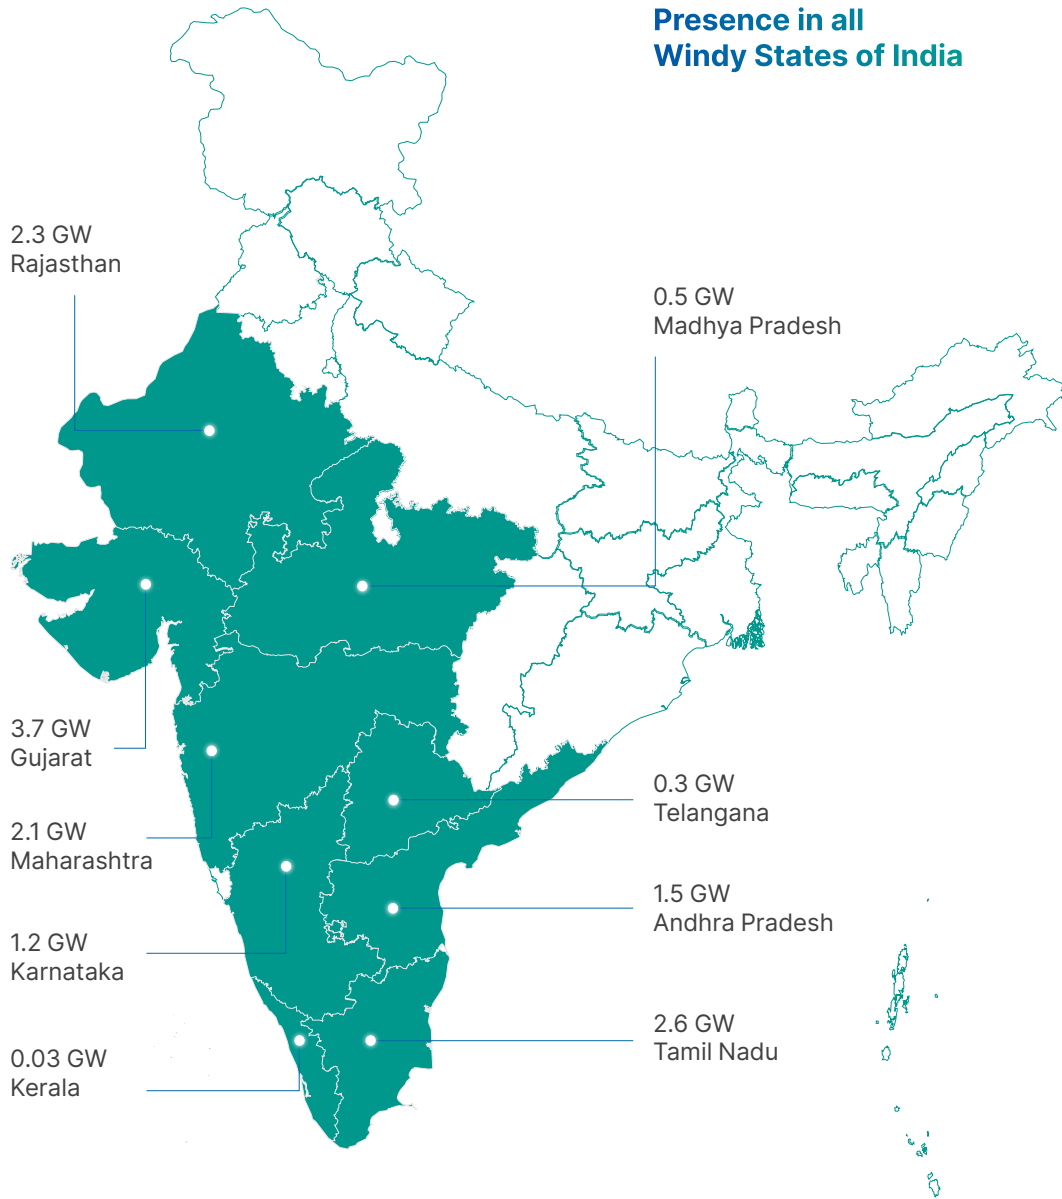 Presence in all
Windy States of India
2.3 GW
Rajasthan
0.5 GW
Madhya Pradesh
3.7 GW
Gujarat
0.3 GW
Telangana
2.1 GW
Maharashtra
1.5 GW
Andhra Pradesh
1.2 GW
Karnataka
2.6 GW
Tamil Nadu
0.03 GW
Kerala